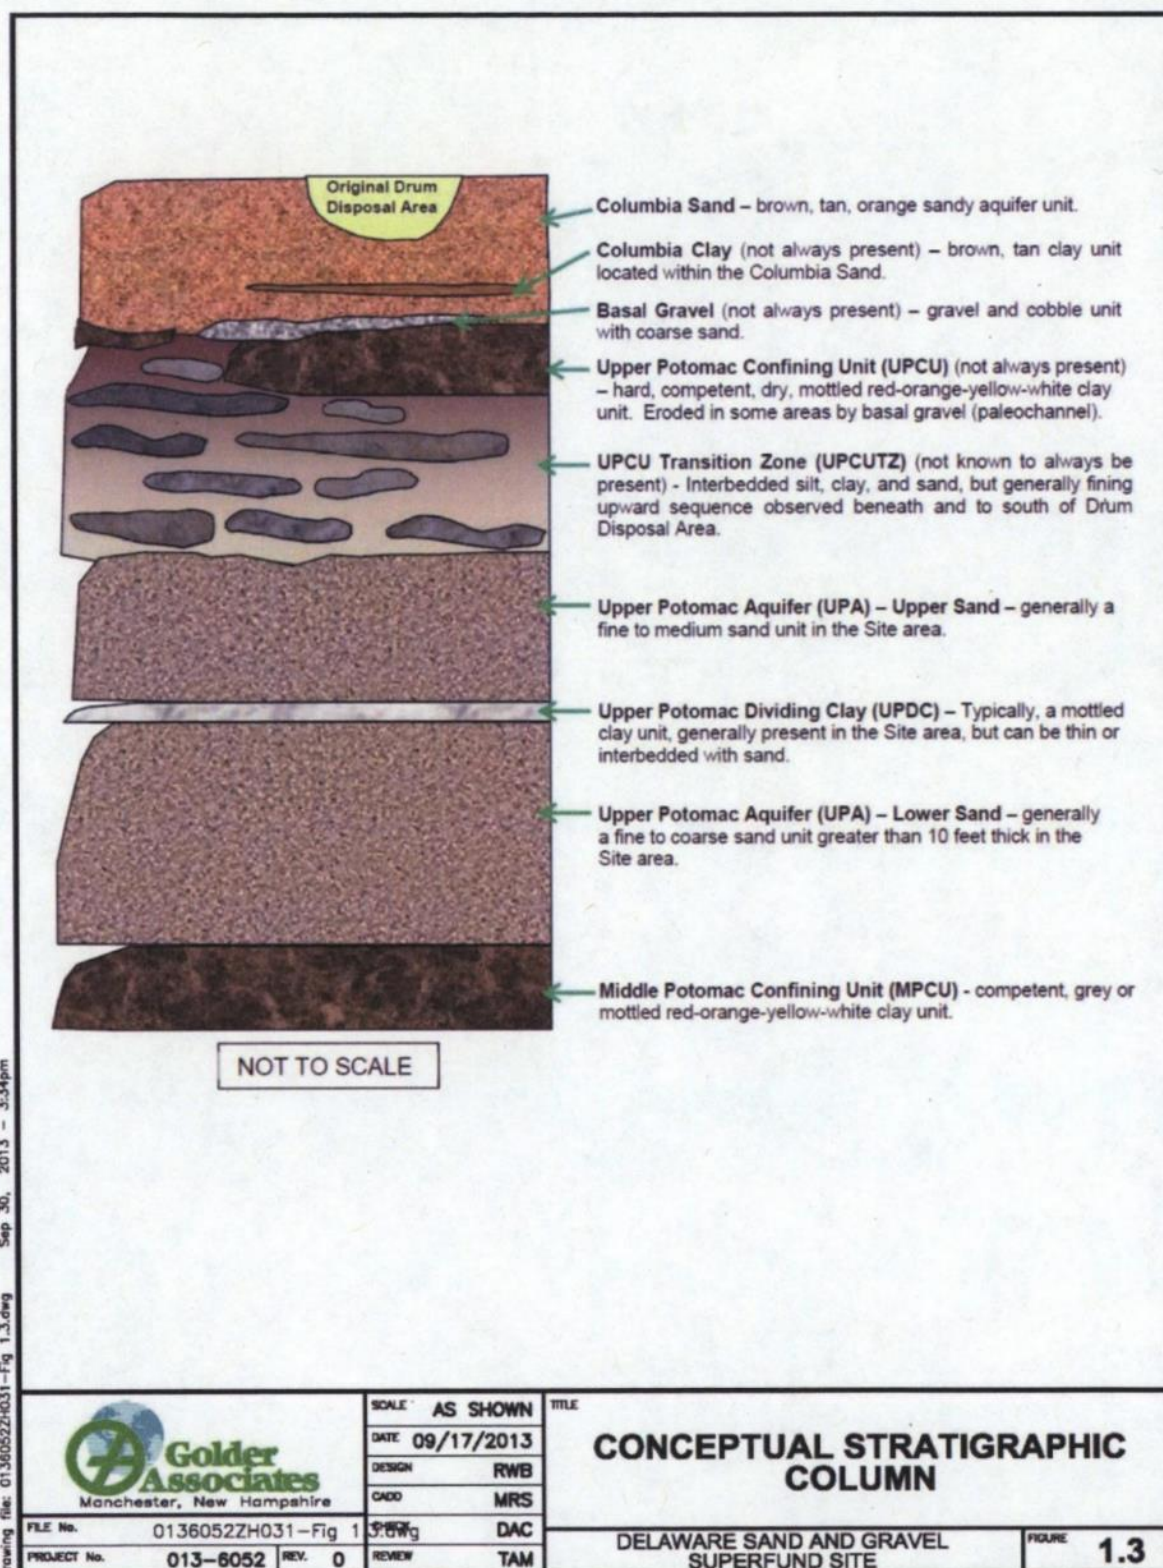 Original Drum
Disposal Area
Columbia Sand – brown, tan, orange sandy aquifer unit.
Columbia Clay (not always present) – brown, tan clay unit
located within the Columbia Sand.
Basal Gravel (not always present) – gravel and cobble unit
with coarse sand.
Upper Potomac Confining Unit (UPCU) (not always present)
– hard, competent, dry, mottled red-orange-yellow-white clay
unit. Eroded in some areas by basal gravel (paleochannel).
UPCU Transition Zone (UPCUTZ) (not known to always be
present) - Interbedded silt, clay, and sand, but generally fining
upward sequence observed beneath and to south of Drum
Disposal Area.
Upper Potomac Aquifer (UPA) – Upper Sand – generally a
fine to medium sand unit in the Site area.
Upper Potomac Dividing Clay (UPDC) – Typically, a mottled
clay unit, generally present in the Site area, but can be thin or
interbedded with sand.
Upper Potomac Aquifer (UPA) – Lower Sand – generally
a fine to coarse sand unit greater than 10 feet thick in the
Site area.
Middle Potomac Confining Unit (MPCU) - competent, grey or
mottled red-orange-yellow-white clay unit.
NOT TO SCALE
file: 0136052ZH031-Fig 1.3.dwg Sep 30, 2013 - 3:34pm
Golder
Associates
Manchester, New Hampshire
FILE No. 0136052ZH031-Fig 1.3.dwg
PROJECT No. 013-6052 REV. 0
SCALE AS SHOWN
DATE 09/17/2013
DESIGN RWB
CADD MRS
DAC
REVIEW TAM
TITLE
CONCEPTUAL STRATIGRAPHIC
COLUMN
DELAWARE SAND AND GRAVEL
SUPERFUND SITE
FIGURE 1.3